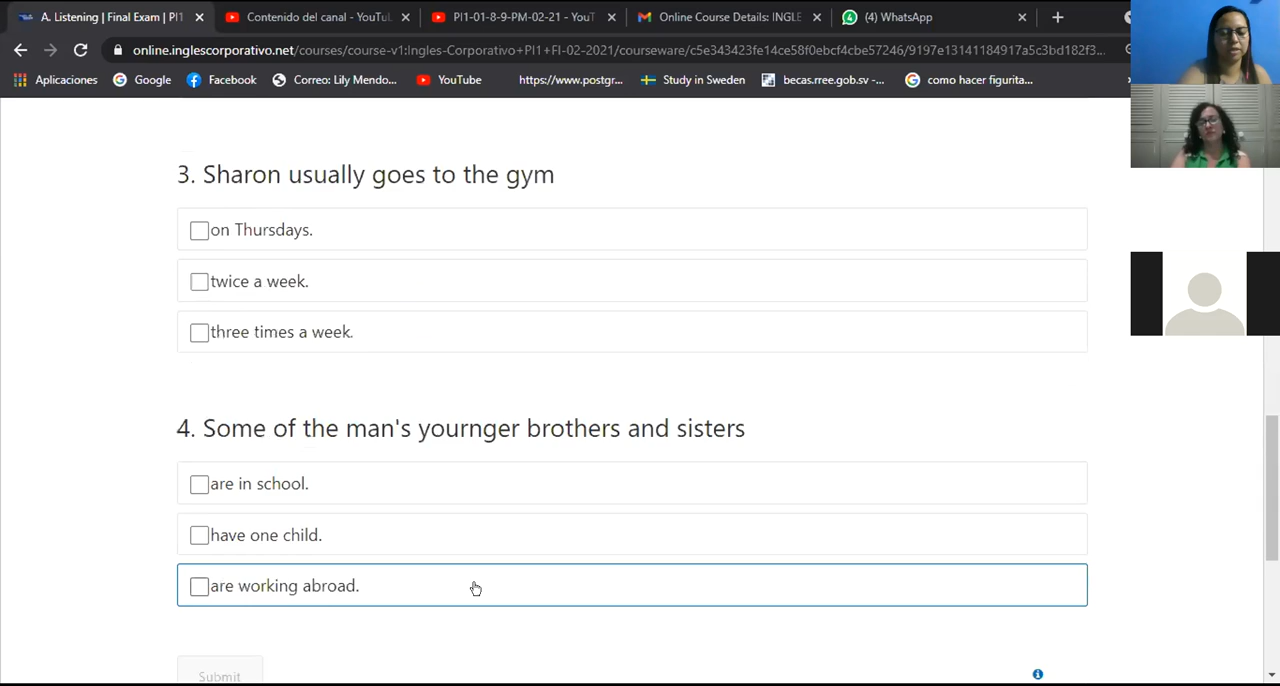 A. Listening | Final Exam | PI1
Contenido del canal - YouTu
PI1-01-8-9-PM-02-21 - YouT
Online Course Details: INGLE
(4) WhatsApp
online.inglescorporativo.net/courses/course-v1:Ingles-Corporativo+PI1+FI-02-2021/courseware/c5e343423fe14ce58f0ebcf4cbe57246/9197e13141184917a5c3bd182f3...
Aplicaciones
Google
Facebook
Correo: Lily Mendo...
YouTube
https://www.postgr...
Study in Sweden
becas.rree.gob.sv -...
como hacer figurita...
3. Sharon usually goes to the gym
on Thursdays.
twice a week.
three times a week.
4. Some of the man's yournger brothers and sisters
are in school.
have one child.
are working abroad.
Submit